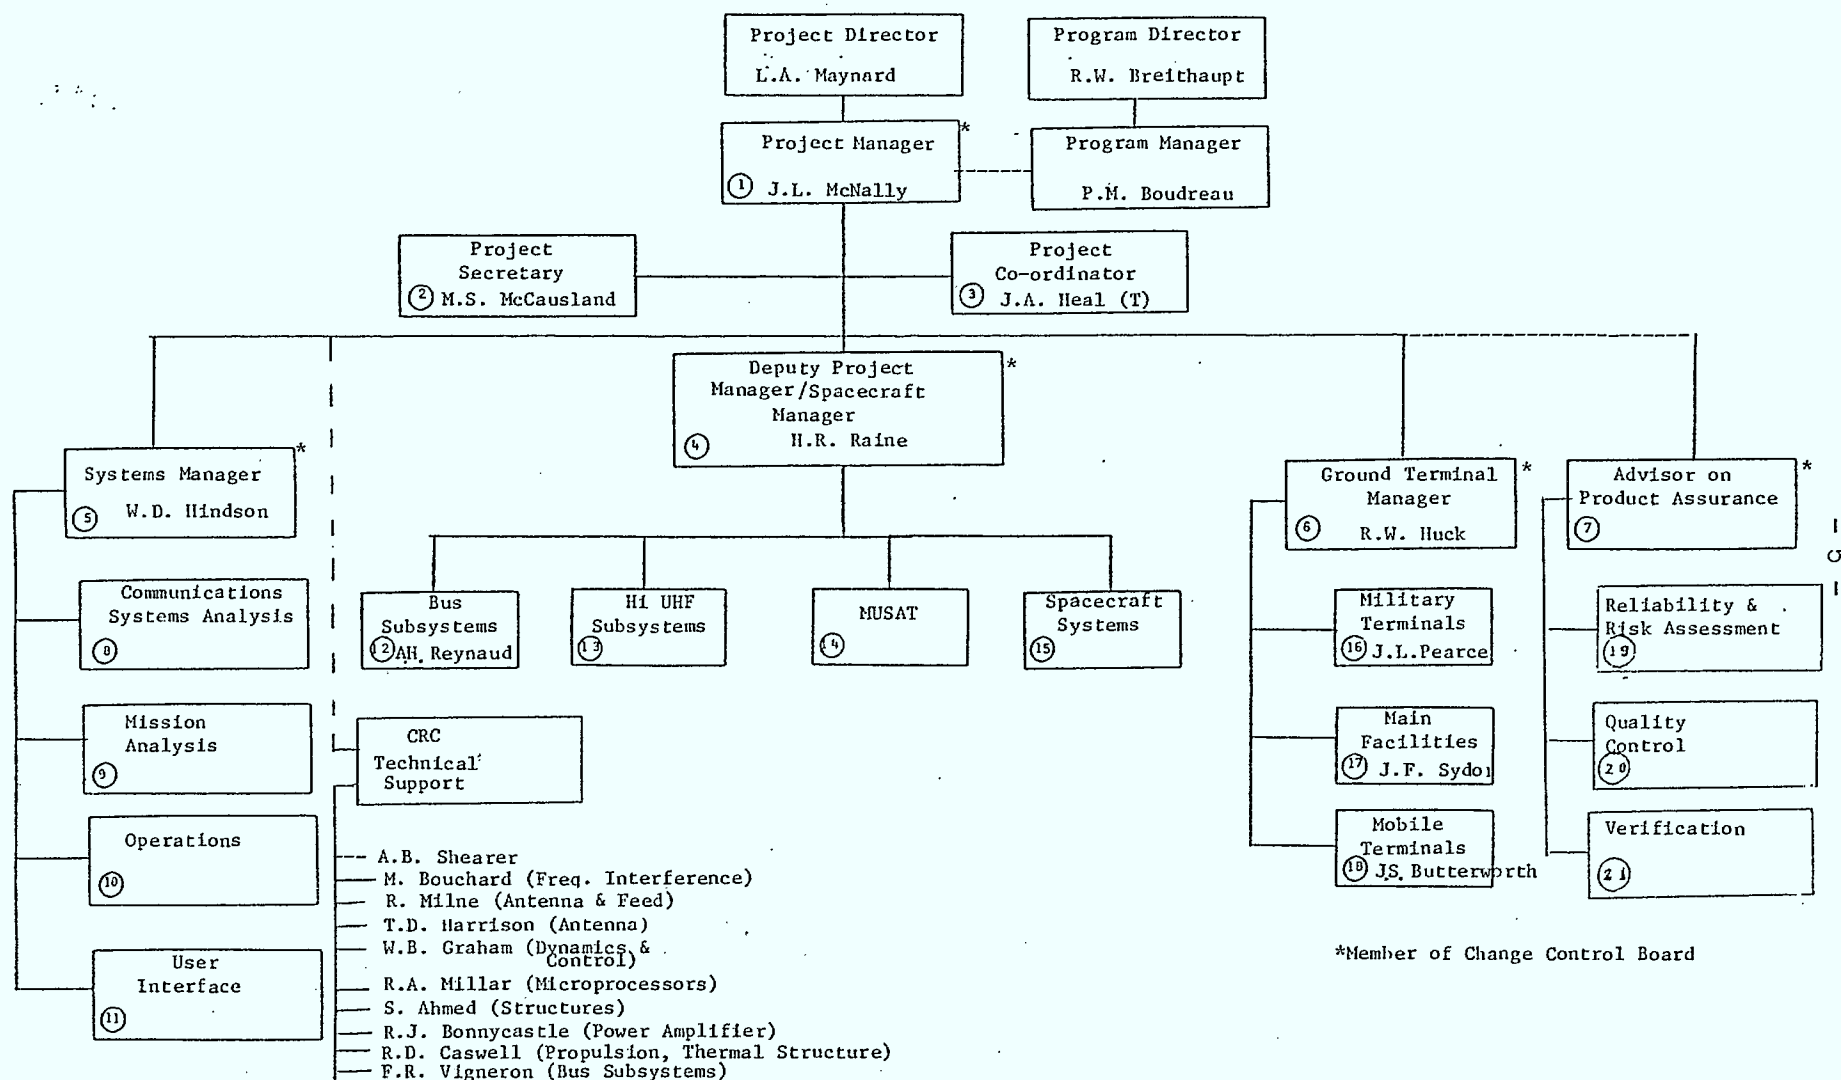 Project Director
L.A. Maynard
Program Director
R.W. Breithaupt
Project Manager
*
1 J.L. McNally
Program Manager
P.M. Boudreau
Project
Secretary
2 M.S. McCausland
Project
Co-ordinator
3 J.A. Heal (T)
Deputy Project
Manager/Spacecraft
Manager
*
4 H.R. Raine
Systems Manager
*
5 W.D. Hindson
Ground Terminal
Manager
*
6 R.W. Huck
Advisor on
Product Assurance
*
7
- G -
Communications
Systems Analysis
8
Mission
Analysis
9
Operations
10
User
Interface
11
Bus
Subsystems
12 A.H. Reynaud
Hi UHF
Subsystems
13
MUSAT
14
Spacecraft
Systems
15
Military
Terminals
16 J.L.Pearce
Main
Facilities
17 J.F. Sydor
Mobile
Terminals
18 J.S. Butterworth
Reliability &
Risk Assessment
19
Quality
Control
20
Verification
21
CRC
Technical
Support
A.B. Shearer
M. Bouchard (Freq. Interference)
R. Milne (Antenna & Feed)
T.D. Harrison (Antenna)
W.B. Graham (Dynamics &
Control)
R.A. Millar (Microprocessors)
S. Ahmed (Structures)
R.J. Bonnycastle (Power Amplifier)
R.D. Caswell (Propulsion, Thermal Structure)
F.R. Vigneron (Bus Subsystems)
*Member of Change Control Board